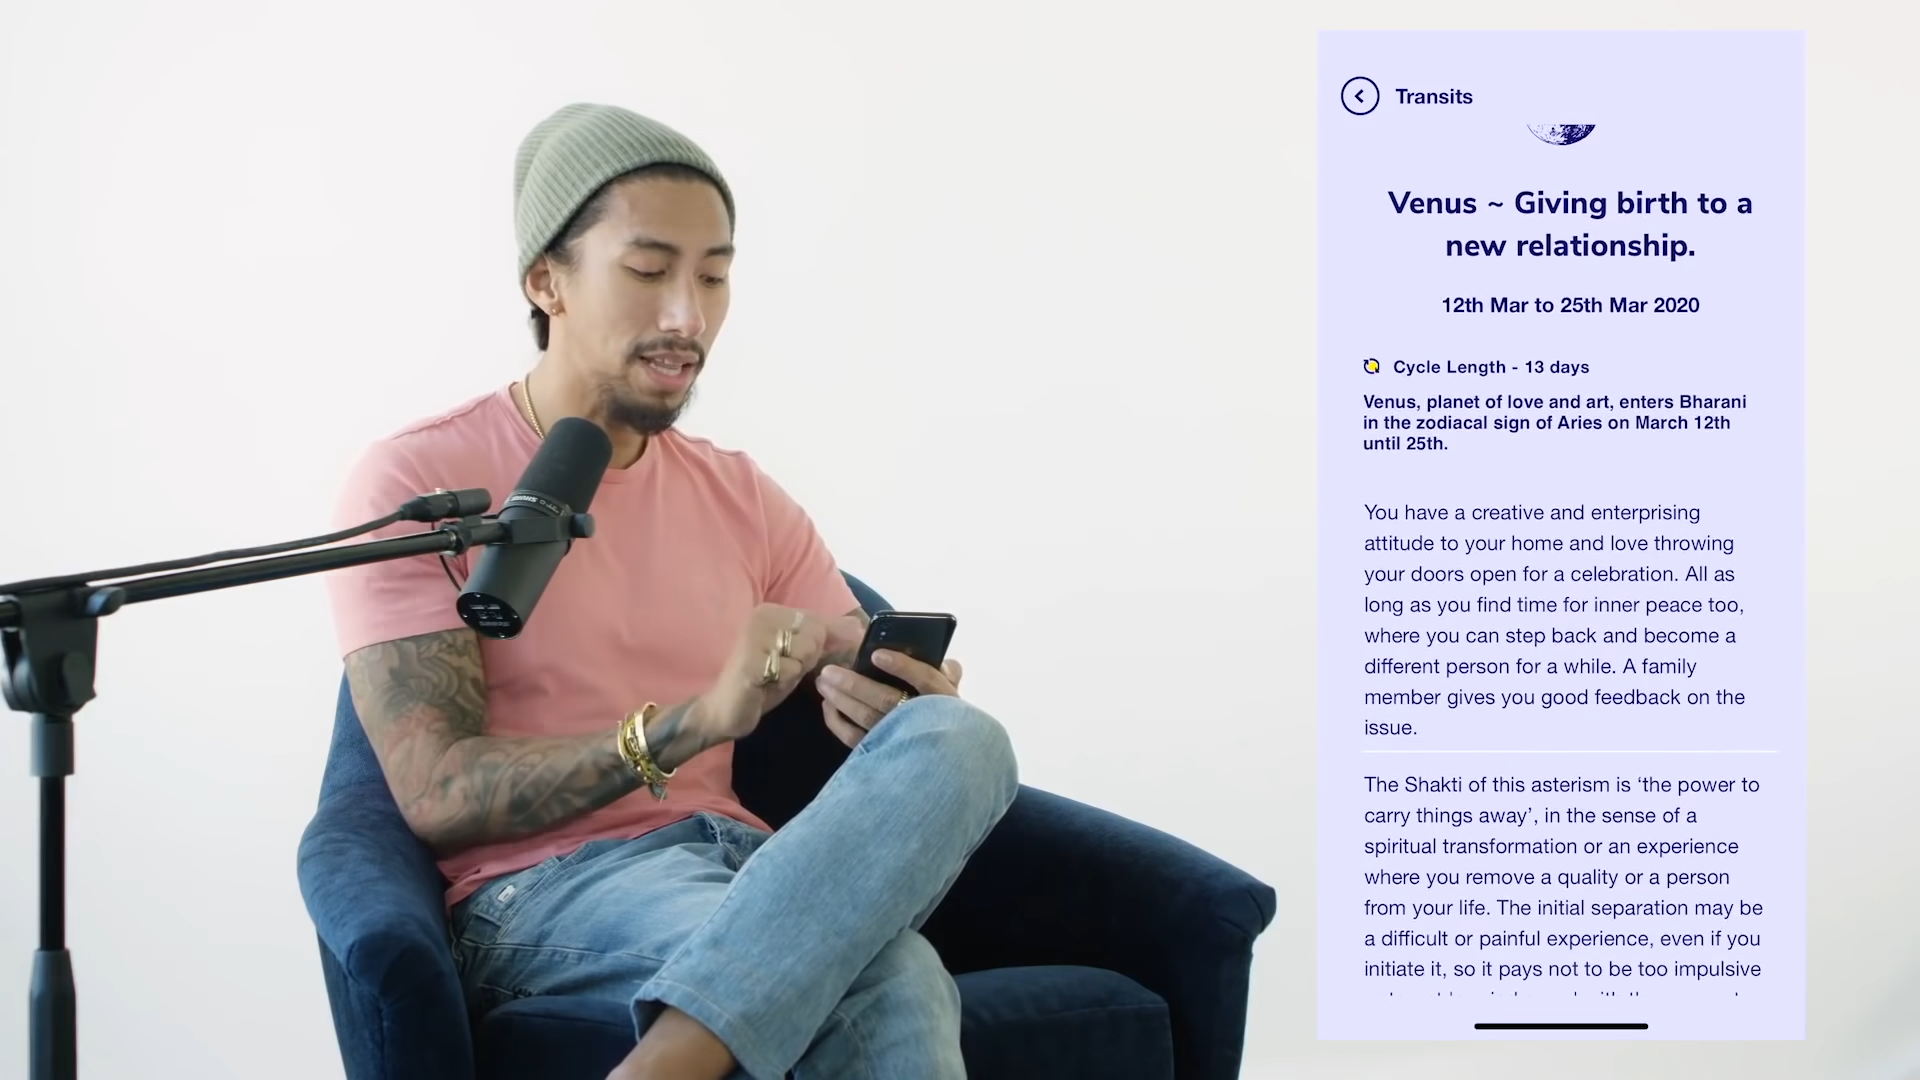 Transits
Venus ~ Giving birth to a
new relationship.
12th Mar to 25th Mar 2020
Cycle Length - 13 days
Venus, planet of love and art, enters Bharani
in the zodiacal sign of Aries on March 12th
until 25th.
You have a creative and enterprising
attitude to your home and love throwing
your doors open for a celebration. All as
long as you find time for inner peace too,
where you can step back and become a
different person for a while. A family
member gives you good feedback on the
issue.
The Shakti of this asterism is ‘the power to
carry things away’, in the sense of a
spiritual transformation or an experience
where you remove a quality or a person
from your life. The initial separation may be
a difficult or painful experience, even if you
initiate it, so it pays not to be too impulsive